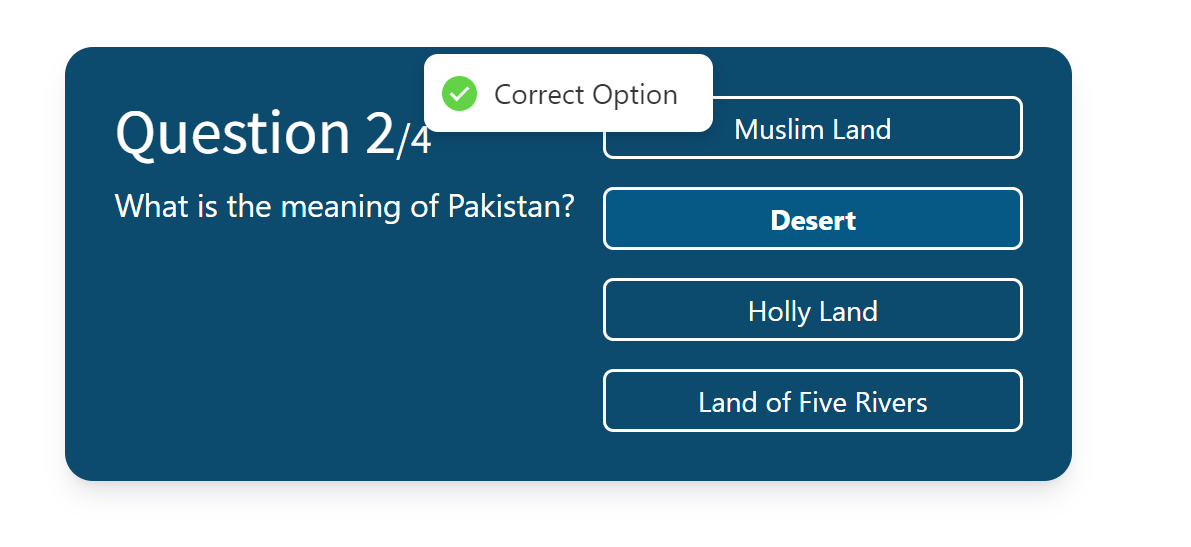 Correct Option
Question 2/4
What is the meaning of Pakistan?
Muslim Land
Desert
Holly Land
Land of Five Rivers